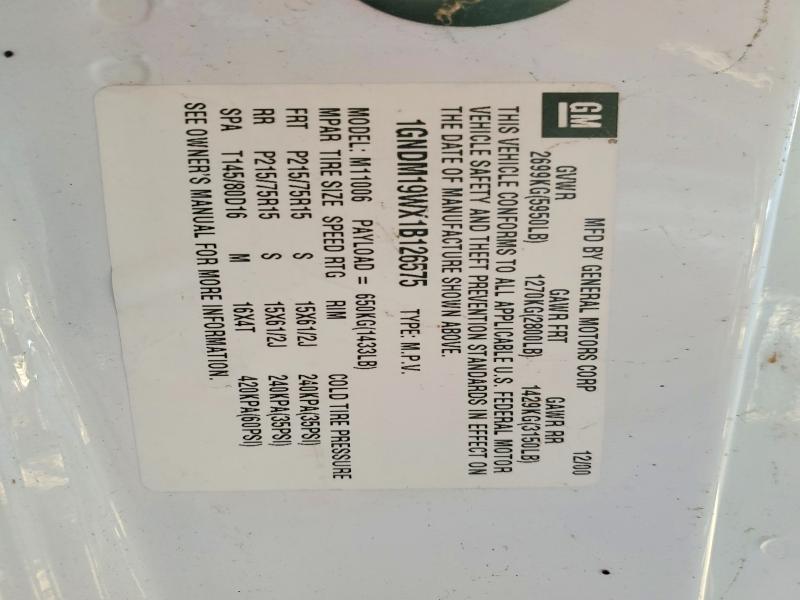 GM
MFD BY GENERAL MOTORS CORP 12/00
GVWR GAWR FRT GAWR RR
2699KG(5950LB) 1270KG(2800LB) 1429KG(3150LB)
THIS VEHICLE CONFORMS TO ALL APPLICABLE U.S. FEDERAL MOTOR
VEHICLE SAFETY AND THEFT PREVENTION STANDARDS IN EFFECT ON
THE DATE OF MANUFACTURE SHOWN ABOVE.
1GNDM19WX1B126575 TYPE: M.P.V.
MODEL: M11006 PAYLOAD = 650KG(1433LB)
MPAR TIRE SIZE SPEED RTG RIM COLD TIRE PRESSURE
FRT P215/75R15 S 15X61/2J 240KPA(35PSI)
RR P215/75R15 S 15X61/2J 240KPA(35PSI)
SPA T145/80D16 M 16X4T 420KPA(60PSI)
SEE OWNER'S MANUAL FOR MORE INFORMATION.